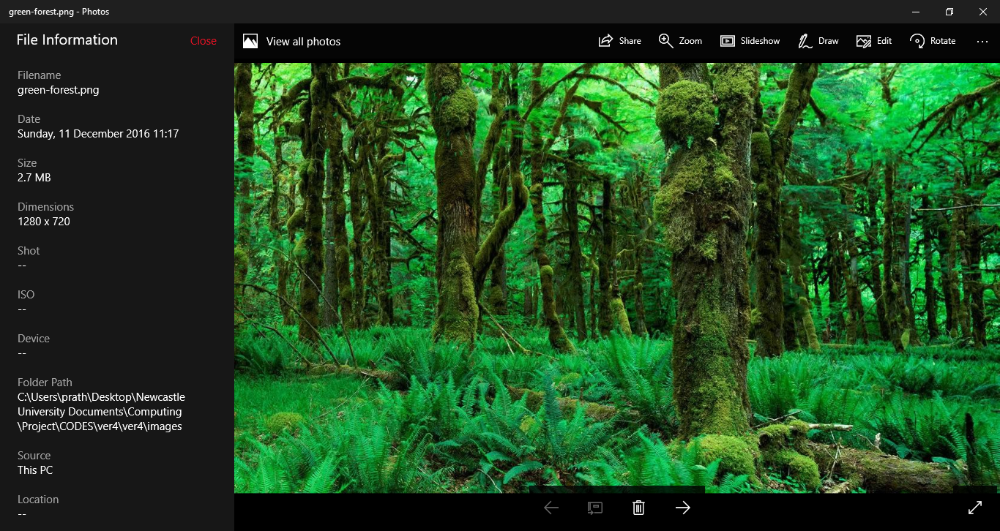 green-forest.png - Photos
File Information
Close
View all photos
Share
Zoom
Slideshow
Draw
Edit
Rotate
Filename
green-forest.png
Date
Sunday, 11 December 2016 11:17
Size
2.7 MB
Dimensions
1280 x 720
Shot
--
ISO
--
Device
--
Folder Path
C:\Users\prath\Desktop\Newcastle
University Documents\Computing
\Project\CODES\ver4\ver4\images
Source
This PC
Location
--